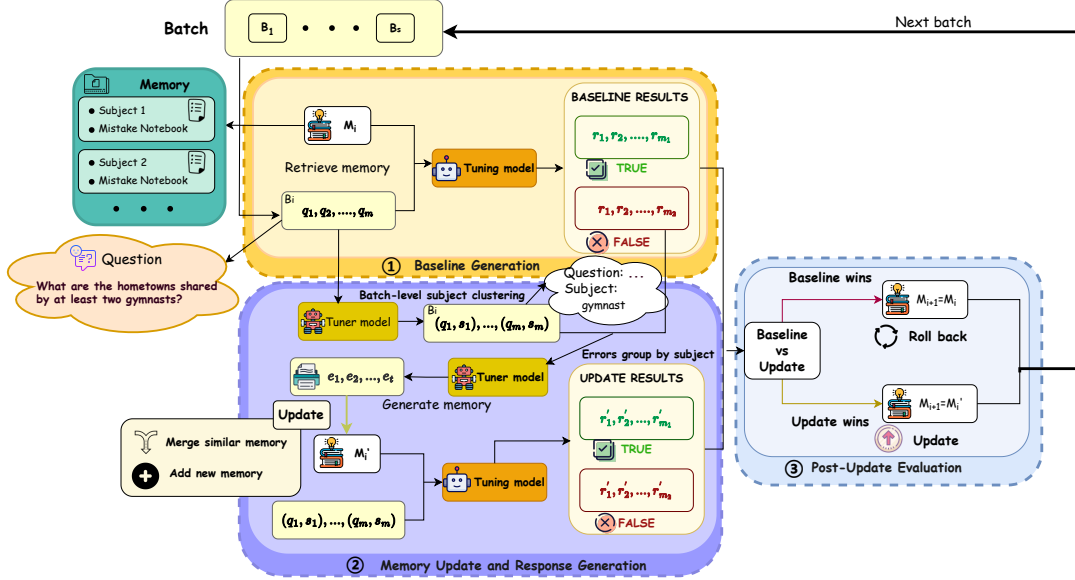 Batch
B1 • • • Bs
Next batch
Memory
• Subject 1
• Mistake Notebook
• Subject 2
• Mistake Notebook
• • •
Mi
Retrieve memory
Bi
q1, q2, ...., qm
Tuning model
BASELINE RESULTS
r1, r2, ...., rm1
TRUE
r1, r2, ...., rm2
FALSE
① Baseline Generation
Question
What are the hometowns shared
by at least two gymnasts?
Batch-level subject clustering
Question: ...
Subject:
gymnast
Tuner model
Bi
(q1, s1), ..., (qm, sm)
Errors group by subject
e1, e2, ..., et
Tuner model
Generate memory
Update
Merge similar memory
Add new memory
Mi'
Tuning model
(q1, s1), ..., (qm, sm)
UPDATE RESULTS
r'1, r'2, ..., r'm1
TRUE
r'1, r'2, ..., r'm2
FALSE
② Memory Update and Response Generation
Baseline wins
Mi+1=Mi
Roll back
Baseline
vs
Update
Mi+1=Mi'
Update wins
Update
③ Post-Update Evaluation